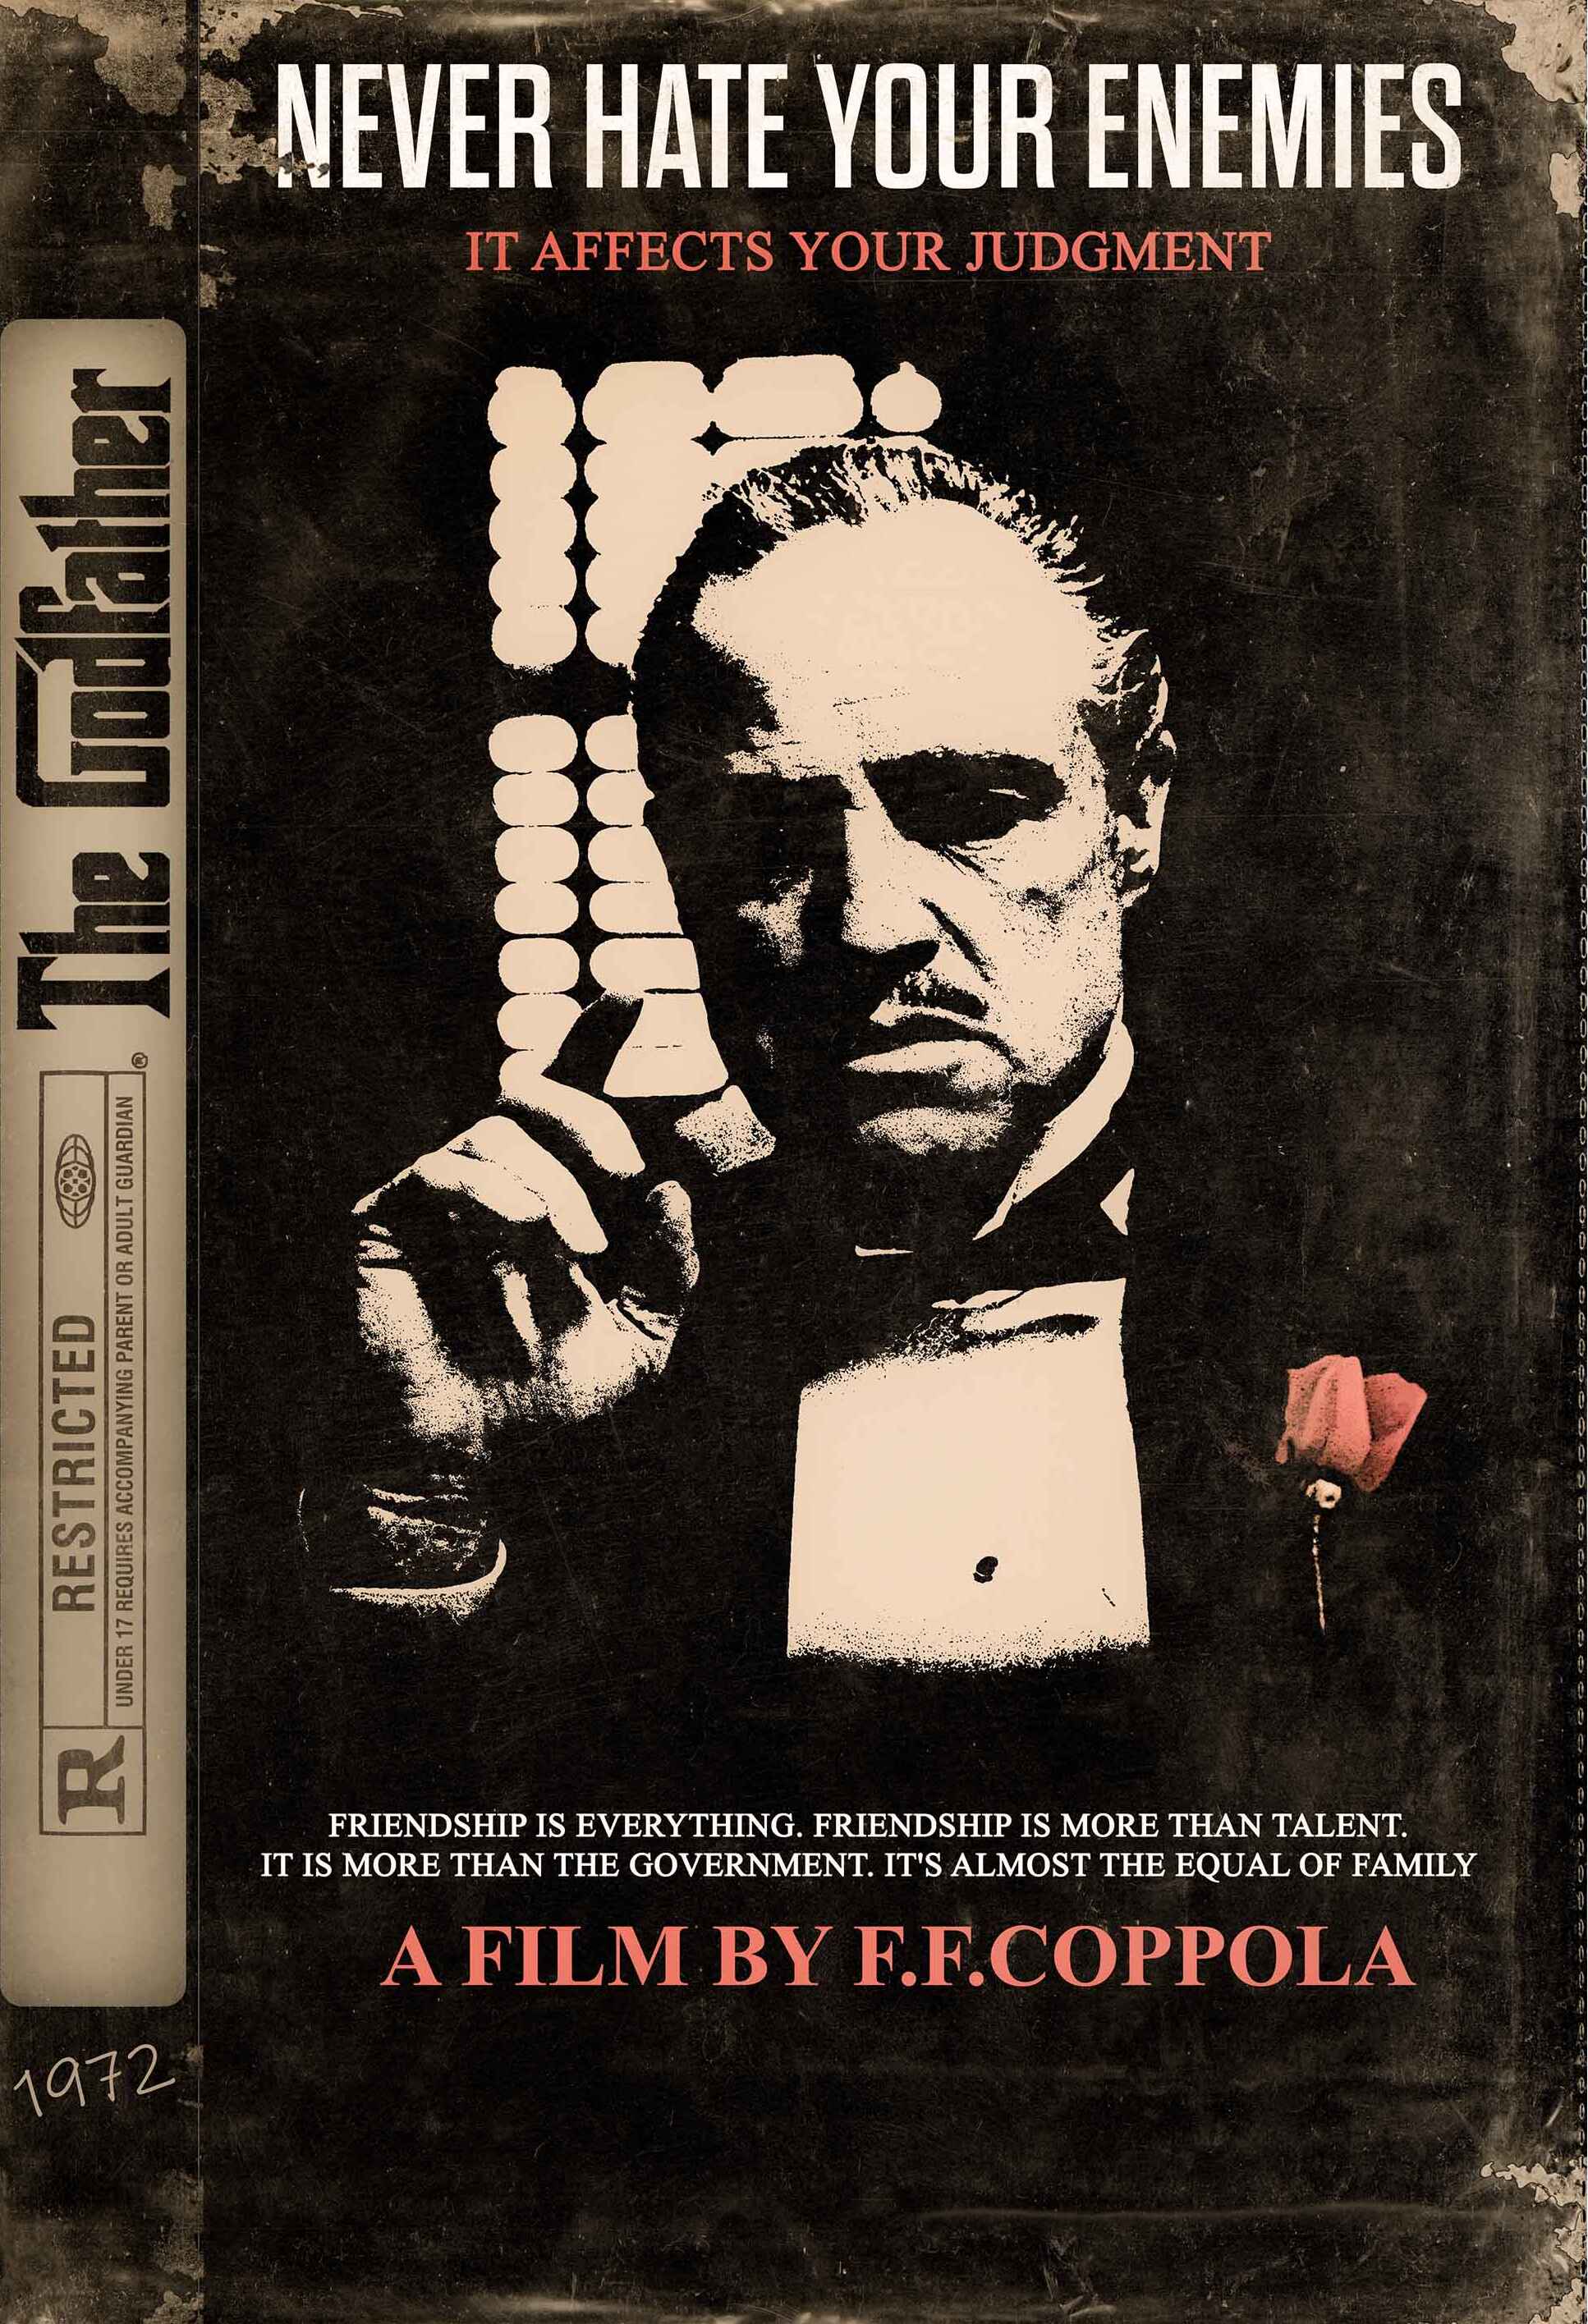 NEVER HATE YOUR ENEMIES
IT AFFECTS YOUR JUDGMENT
The Godfather
R
RESTRICTED
UNDER 17 REQUIRES ACCOMPANYING PARENT OR ADULT GUARDIAN
®
1972
FRIENDSHIP IS EVERYTHING. FRIENDSHIP IS MORE THAN TALENT.
IT IS MORE THAN THE GOVERNMENT. IT'S ALMOST THE EQUAL OF FAMILY
A FILM BY F.F.COPPOLA